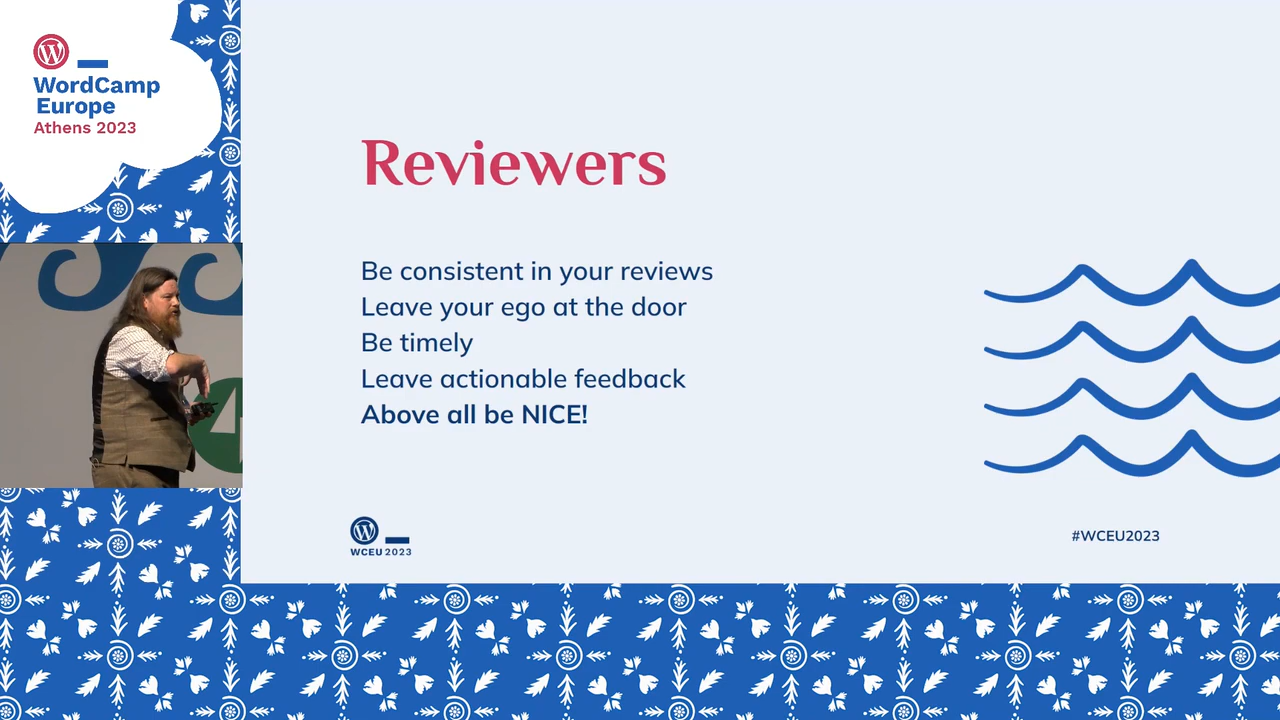 WordCamp
Europe
Athens 2023
Reviewers
Be consistent in your reviews
Leave your ego at the door
Be timely
Leave actionable feedback
Above all be NICE!
WCEU 2023
#WCEU2023